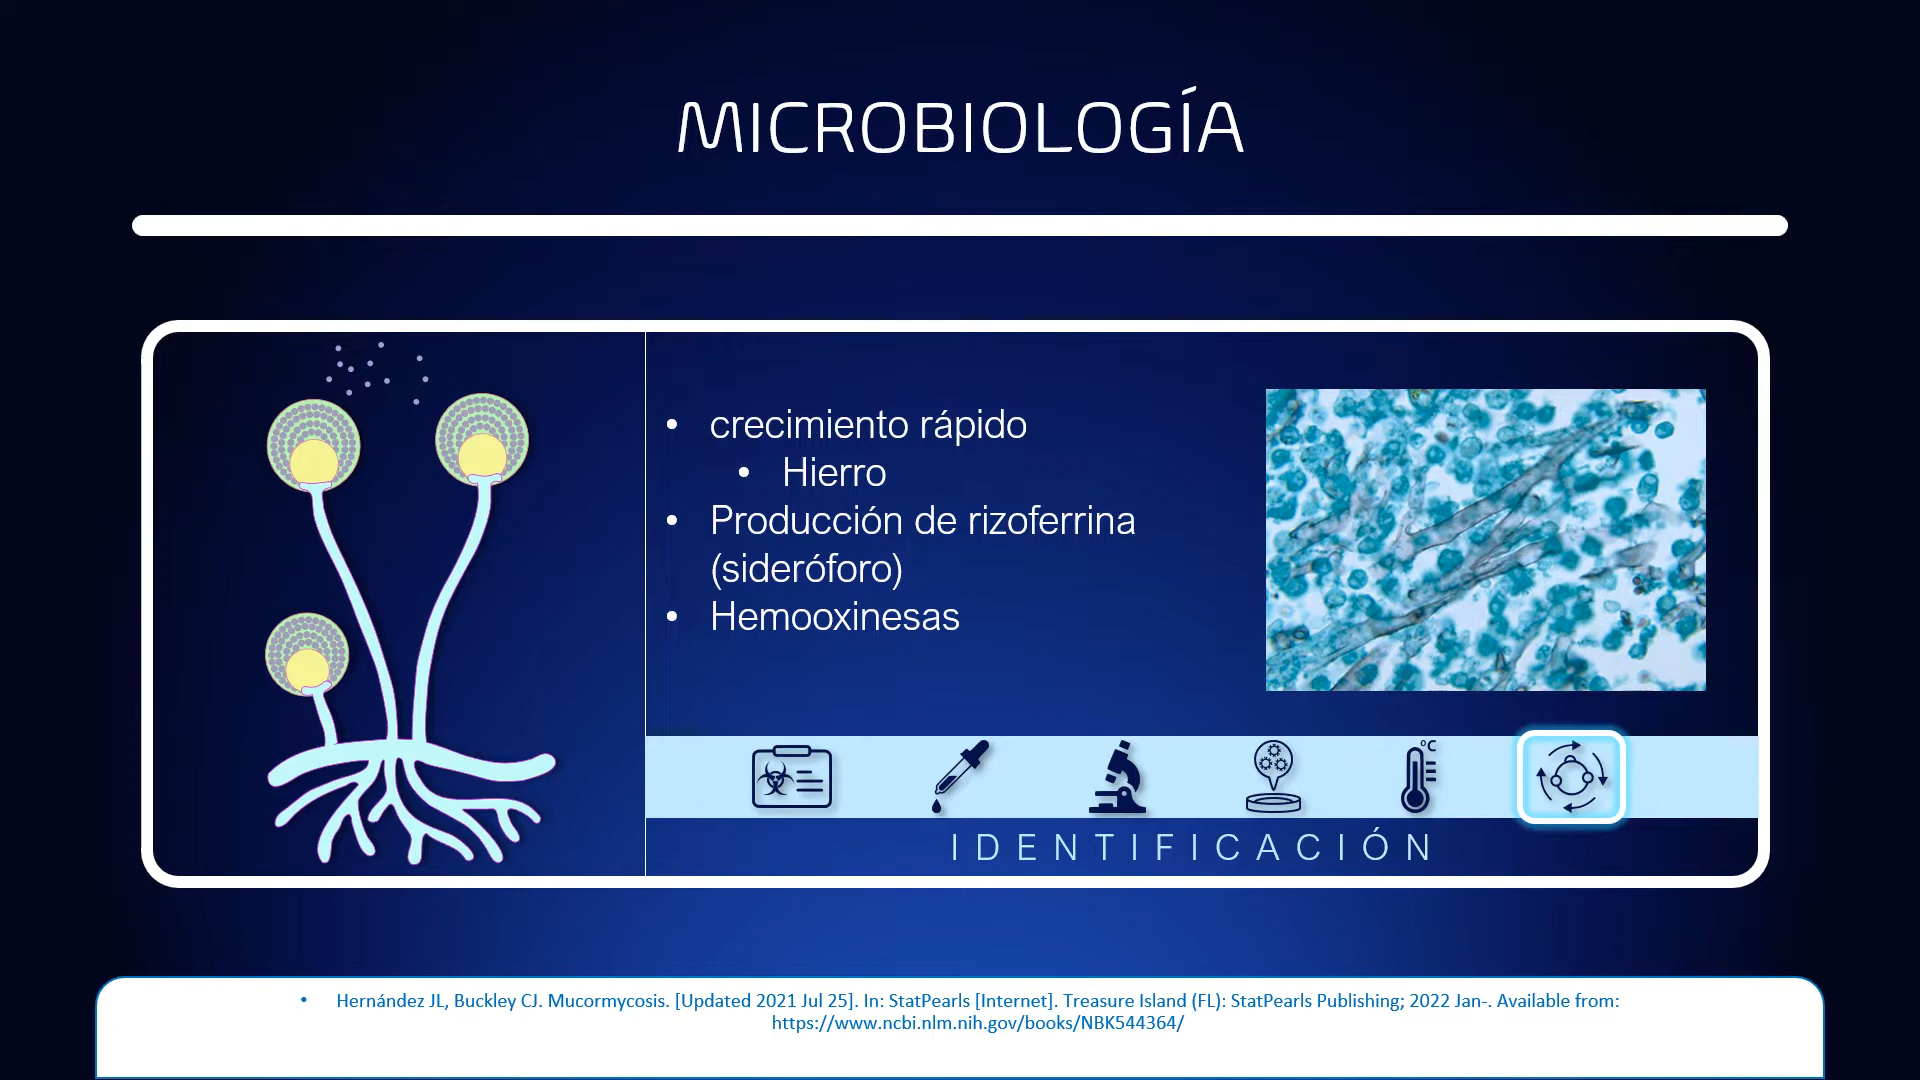 MICROBIOLOGÍA
• crecimiento rápido
• Hierro
• Producción de rizoferrina
(sideróforo)
• Hemooxinesas
°C
IDENTIFICACIÓN
• Hernández JL, Buckley CJ. Mucormycosis. [Updated 2021 Jul 25]. In: StatPearls [Internet]. Treasure Island (FL): StatPearls Publishing; 2022 Jan-. Available from:
https://www.ncbi.nlm.nih.gov/books/NBK544364/